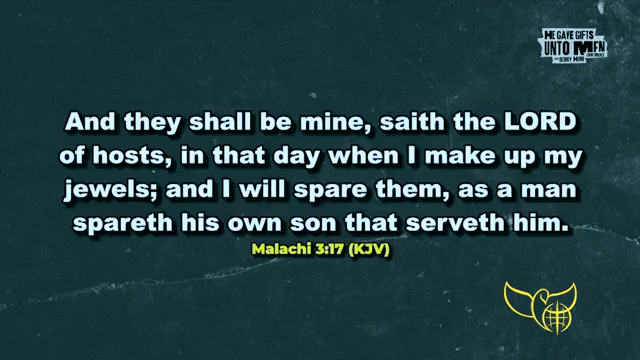 HE GAVE GIFTS
UNTO MEN
And they shall be mine, saith the LORD
of hosts, in that day when I make up my
jewels; and I will spare them, as a man
spareth his own son that serveth him.
Malachi 3:17 (KJV)